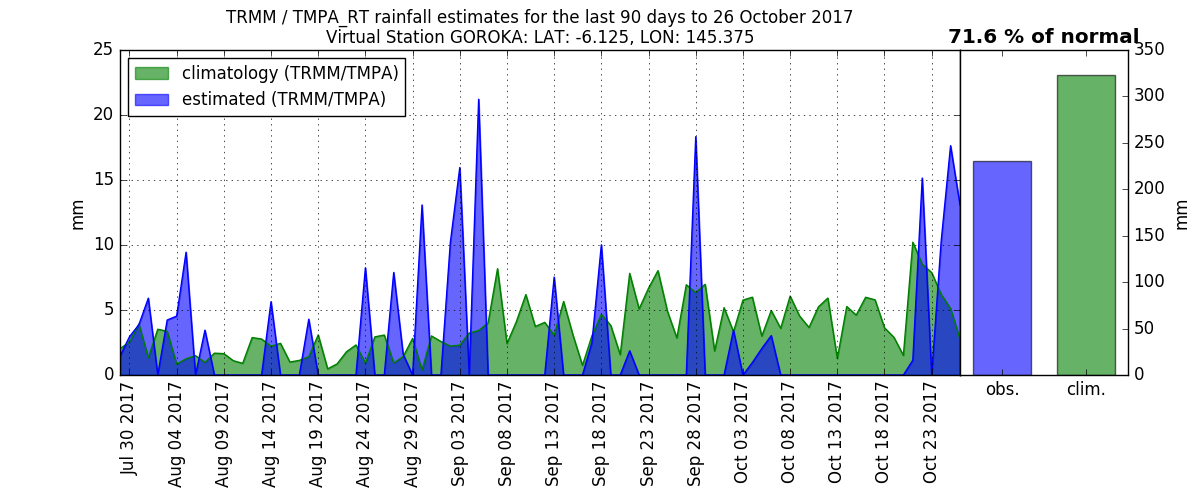 TRMM / TMPA_RT rainfall estimates for the last 90 days to 26 October 2017
Virtual Station GOROKA: LAT: -6.125, LON: 145.375
71.6 % of normal
climatology (TRMM/TMPA)
estimated (TRMM/TMPA)
25
20
15
10
5
0
mm
350
300
250
200
150
100
50
0
mm
obs.
clim.
Jul 30 2017
Aug 04 2017
Aug 09 2017
Aug 14 2017
Aug 19 2017
Aug 24 2017
Aug 29 2017
Sep 03 2017
Sep 08 2017
Sep 13 2017
Sep 18 2017
Sep 23 2017
Sep 28 2017
Oct 03 2017
Oct 08 2017
Oct 13 2017
Oct 18 2017
Oct 23 2017